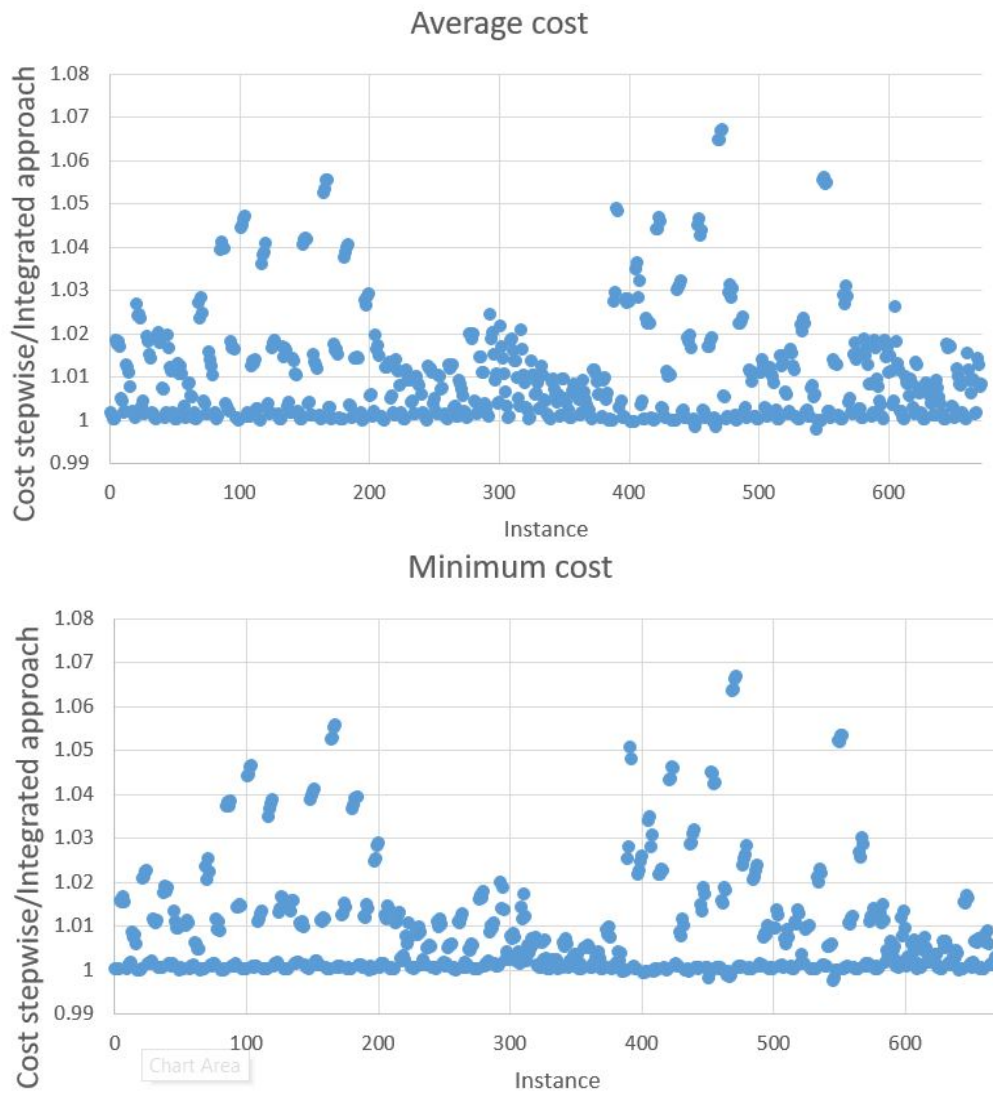 Average cost
Cost stepwise/Integrated approach
1.08
1.07
1.06
1.05
1.04
1.03
1.02
1.01
1
0.99
0 100 200 300 400 500 600
Instance
Minimum cost
Cost stepwise/Integrated approach
1.08
1.07
1.06
1.05
1.04
1.03
1.02
1.01
1
0.99
0 100 200 300 400 500 600
Chart Area
Instance